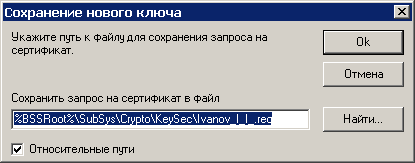 Сохранение нового ключа
Укажите путь к файлу для сохранения запроса на
сертификат.
Ok
Отмена
Сохранить запрос на сертификат в файл
%BSSRoot%\SubSys\Crypto\KeySec\Ivanov_I_I_.req
Найти...
Относительные пути